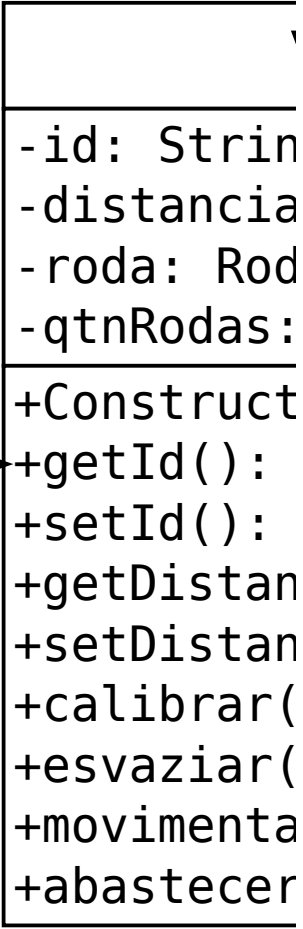 -id: Strin
-distancia
-roda: Rod
-qtnRodas:
+Construct
+getId():
+setId():
+getDistan
+setDistan
+calibrar(
+esvaziar(
+movimenta
+abastecer